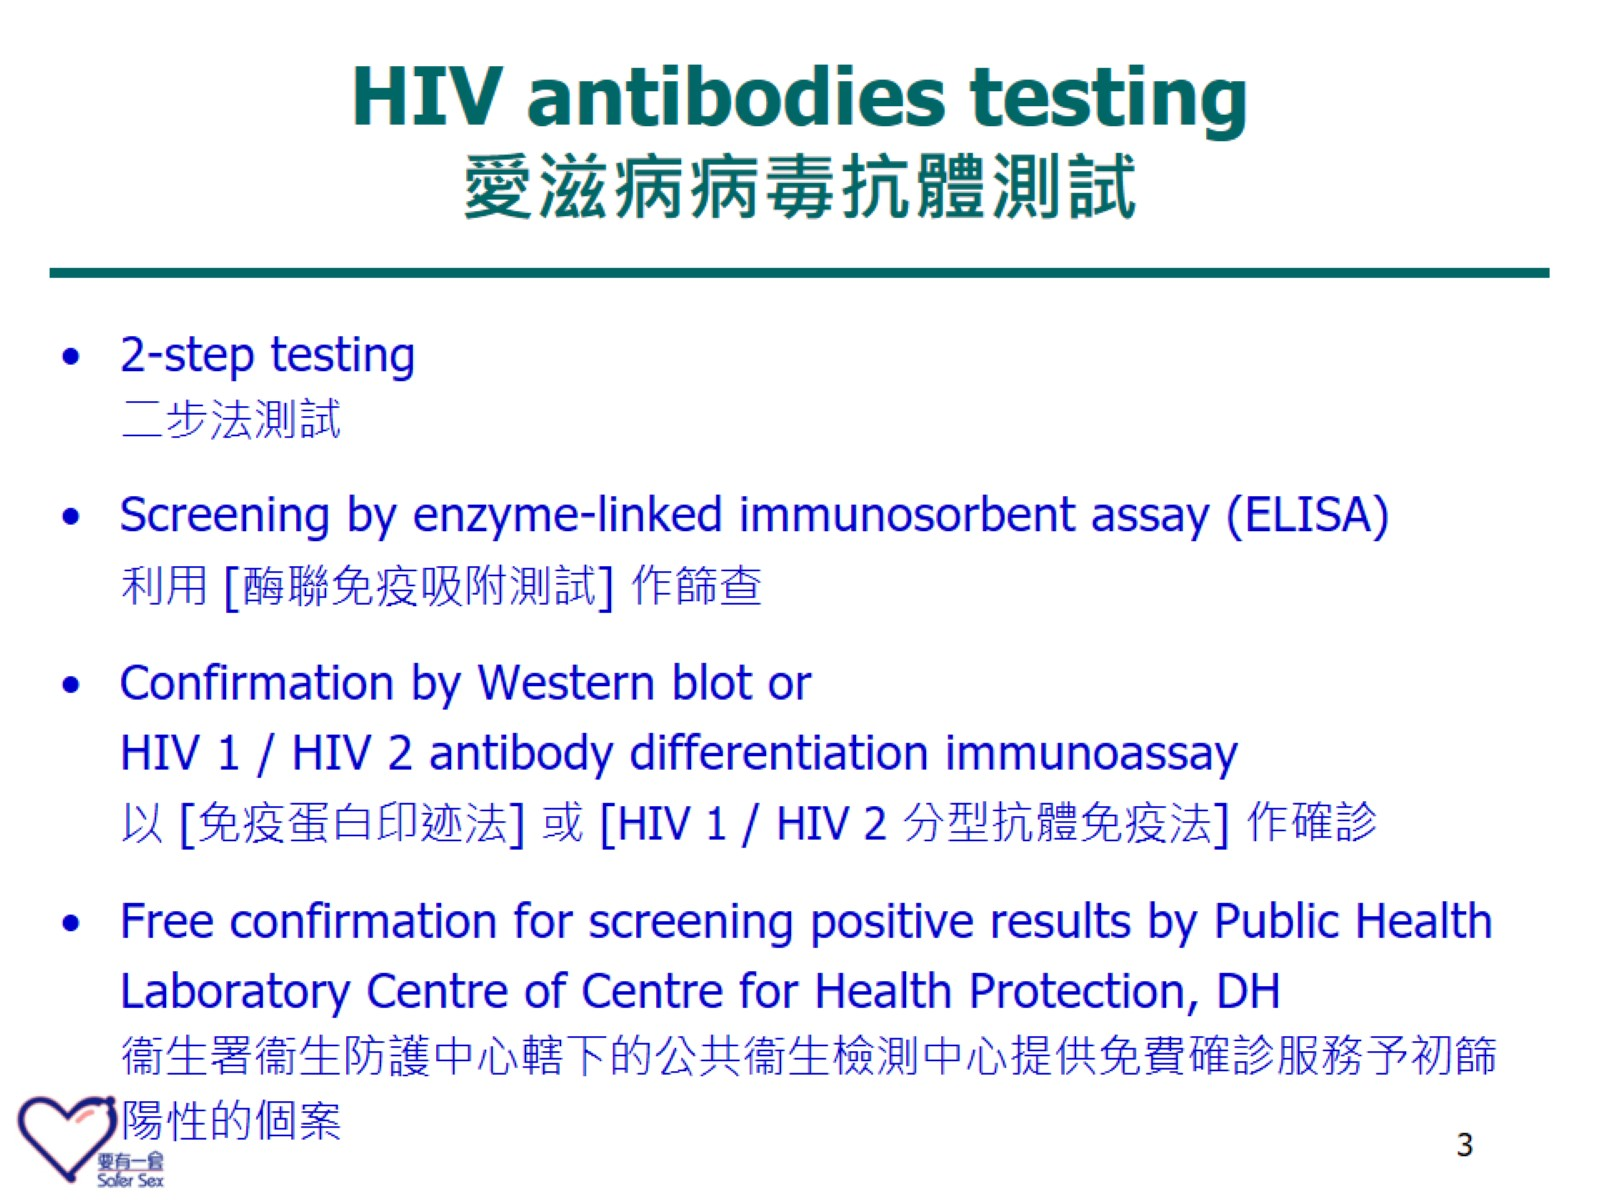 HIV antibodies testing
愛滋病病毒抗體測試
• 2-step testing
二步法測試
• Screening by enzyme-linked immunosorbent assay (ELISA)
利用 [酶聯免疫吸附測試] 作篩查
• Confirmation by Western blot or
HIV 1 / HIV 2 antibody differentiation immunoassay
以 [免疫蛋白印迹法] 或 [HIV 1 / HIV 2 分型抗體免疫法] 作確診
• Free confirmation for screening positive results by Public Health
Laboratory Centre of Centre for Health Protection, DH
衞生署衞生防護中心轄下的公共衞生檢測中心提供免費確診服務予初篩
陽性的個案
要有一套
Safer Sex
3